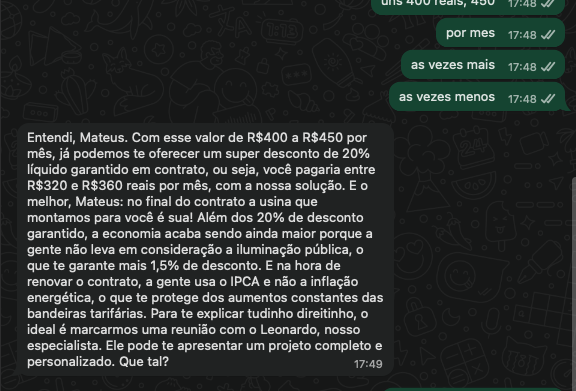 uns 400 reais, 450 17:48
por mes 17:48
as vezes mais 17:48
as vezes menos 17:48
Entendi, Mateus. Com esse valor de R$400 a R$450 por
mês, já podemos te oferecer um super desconto de 20%
líquido garantido em contrato, ou seja, você pagaria entre
R$320 e R$360 reais por mês, com a nossa solução. E o
melhor, Mateus: no final do contrato a usina que
montamos para você é sua! Além dos 20% de desconto
garantido, a economia acaba sendo ainda maior porque a
gente não leva em consideração a iluminação pública, o
que te garante mais 1,5% de desconto. E na hora de
renovar o contrato, a gente usa o IPCA e não a inflação
energética, o que te protege dos aumentos constantes das
bandeiras tarifárias. Para te explicar tudinho direitinho, o
ideal é marcarmos uma reunião com o Leonardo, nosso
especialista. Ele pode te apresentar um projeto completo e
personalizado. Que tal? 17:49